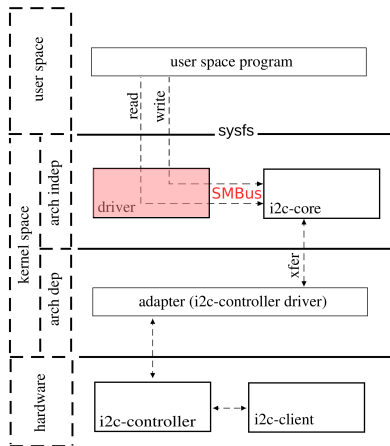 user space
user space program
read
write
sysfs
kernel space
arch indep
driver
SMBus
i2c-core
xfer
arch dep
adapter (i2c-controller driver)
hardware
i2c-controller
i2c-client